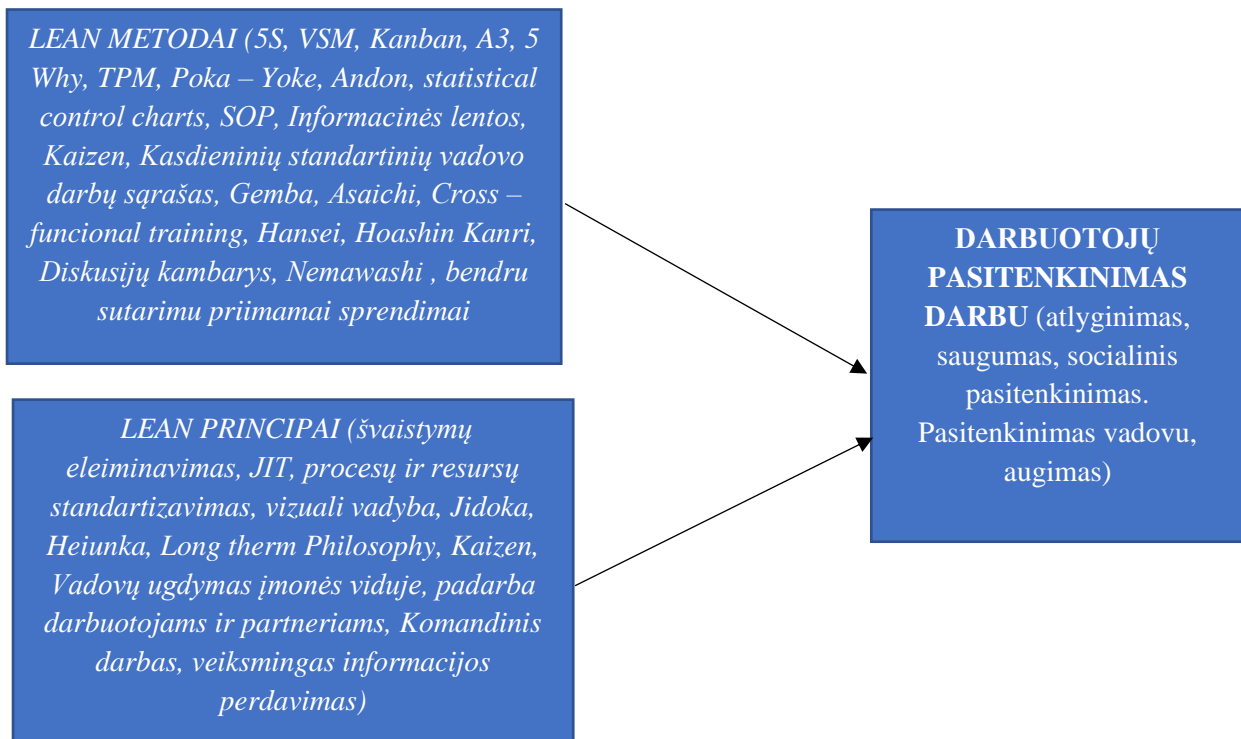 LEAN METODAI (5S, VSM, Kanban, A3, 5
Why, TPM, Poka – Yoke, Andon, statistical
control charts, SOP, Informacinės lentos,
Kaizen, Kasdieninių standartinių vadovo
darbų sąrašas, Gemba, Asaichi, Cross –
funcional training, Hansei, Hoashin Kanri,
Diskusijų kambarys, Nemawashi , bendru
sutarimu priimamai sprendimai
LEAN PRINCIPAI (švaistymų
eleiminavimas, JIT, procesų ir resursų
standartizavimas, vizuali vadyba, Jidoka,
Heiunka, Long therm Philosophy, Kaizen,
Vadovų ugdymas įmonės viduje, padarba
darbuotojams ir partneriams, Komandinis
darbas, veiksmingas informacijos
perdavimas)
DARBUOTOJŲ
PASITENKINIMAS
DARBU (atlyginimas,
saugumas, socialinis
pasitenkinimas.
Pasitenkinimas vadovu,
augimas)